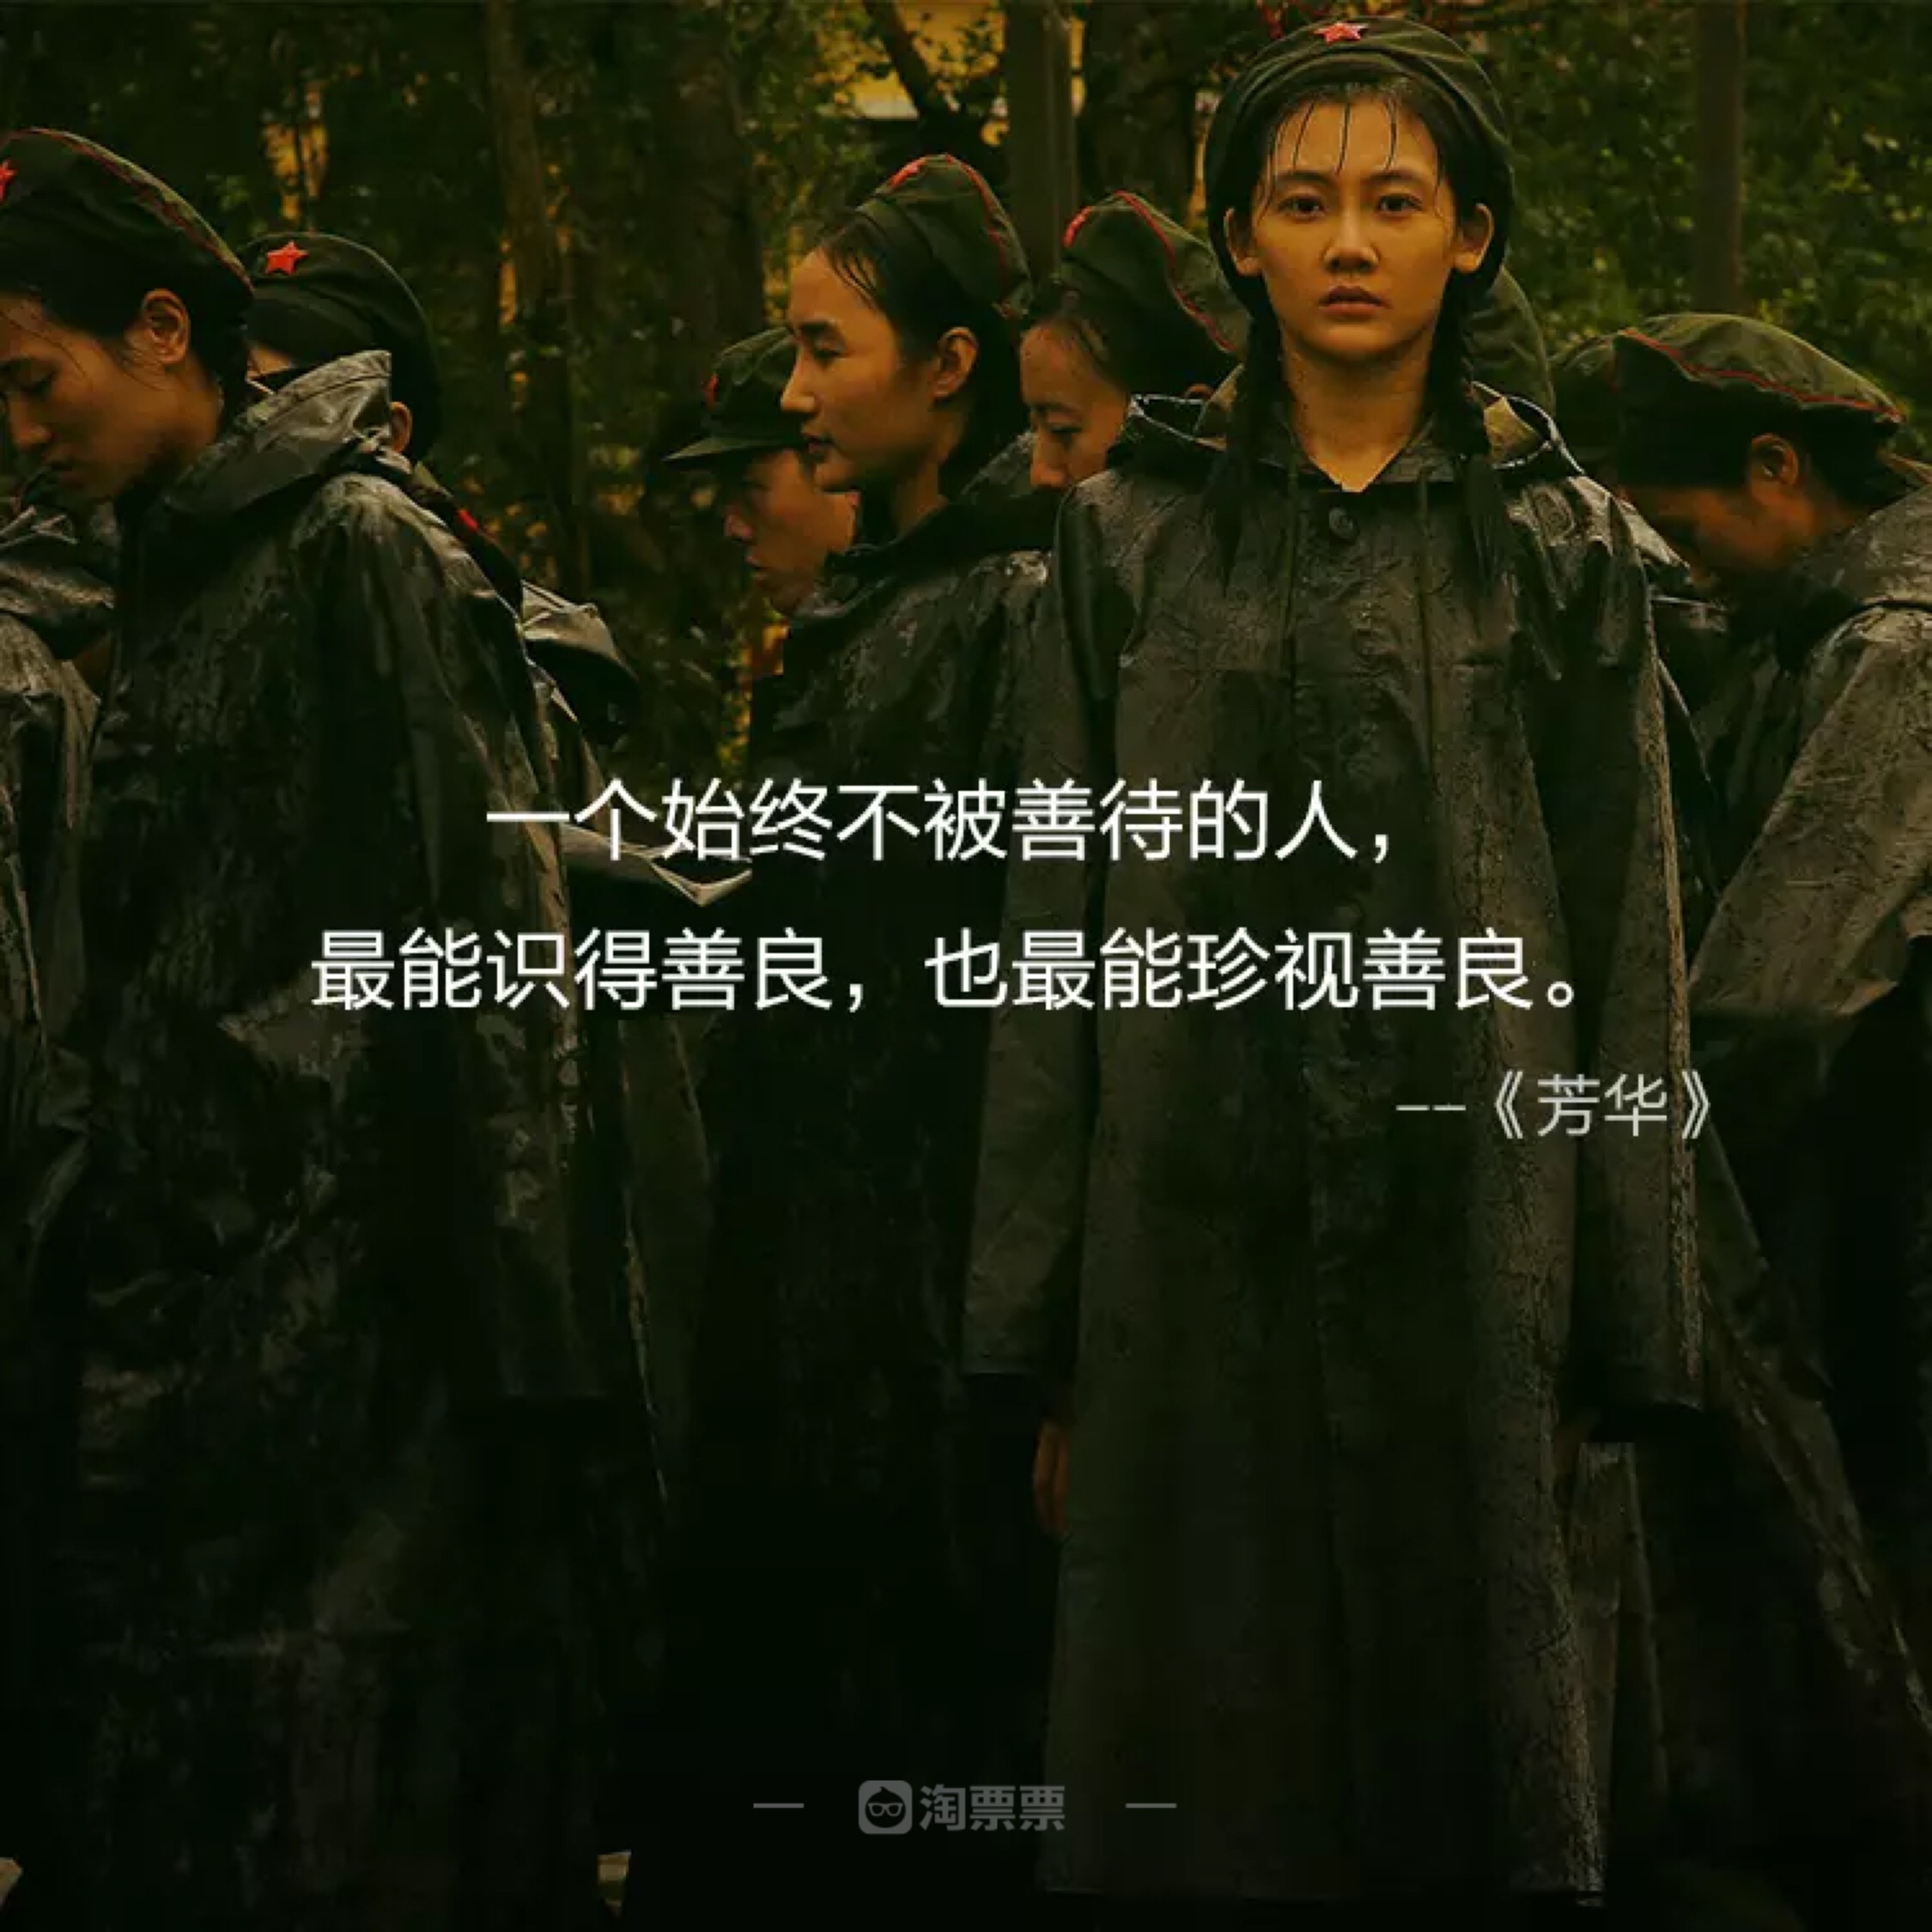 一个始终不被善待的人，
最能识得善良，也最能珍视善良。
--《芳华》
淘票票